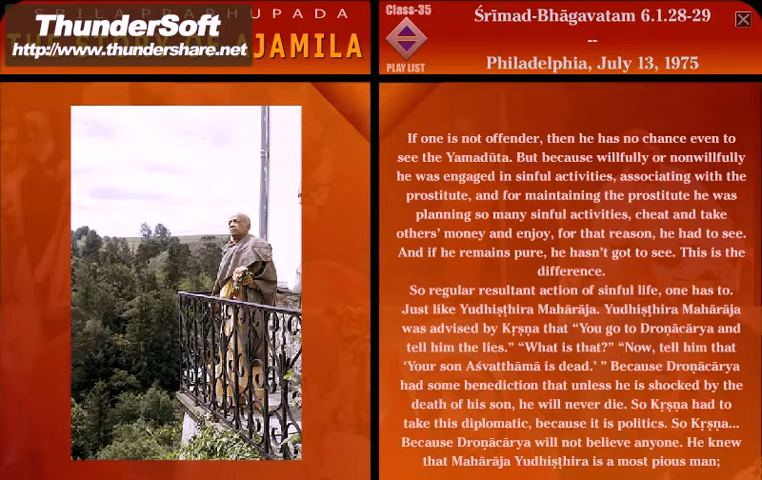 SRILA PRABHUPADA
THE STORY OF AJAMILA
ThunderSoft
http://www.thundershare.net
Class-35
PLAY LIST
Śrīmad-Bhāgavatam 6.1.28-29
--
Philadelphia, July 13, 1975
If one is not offender, then he has no chance even to
see the Yamadūta. But because willfully or nonwillfully
he was engaged in sinful activities, associating with the
prostitute, and for maintaining the prostitute he was
planning so many sinful activities, cheat and take
others’ money and enjoy, for that reason, he had to see.
And if he remains pure, he hasn’t got to see. This is the
difference.
So regular resultant action of sinful life, one has to.
Just like Yudhiṣṭhira Mahārāja. Yudhiṣṭhira Mahārāja
was advised by Kṛṣṇa that “You go to Droṇācārya and
tell him the lies.” “What is that?” “Now, tell him that
‘Your son Aśvatthāmā is dead.’ ” Because Droṇācārya
had some benediction that unless he is shocked by the
death of his son, he will never die. So Kṛṣṇa had to
take this diplomatic, because it is politics. So Kṛṣṇa...
Because Droṇācārya will not believe anyone. He knew
that Mahārāja Yudhiṣṭhira is a most pious man;